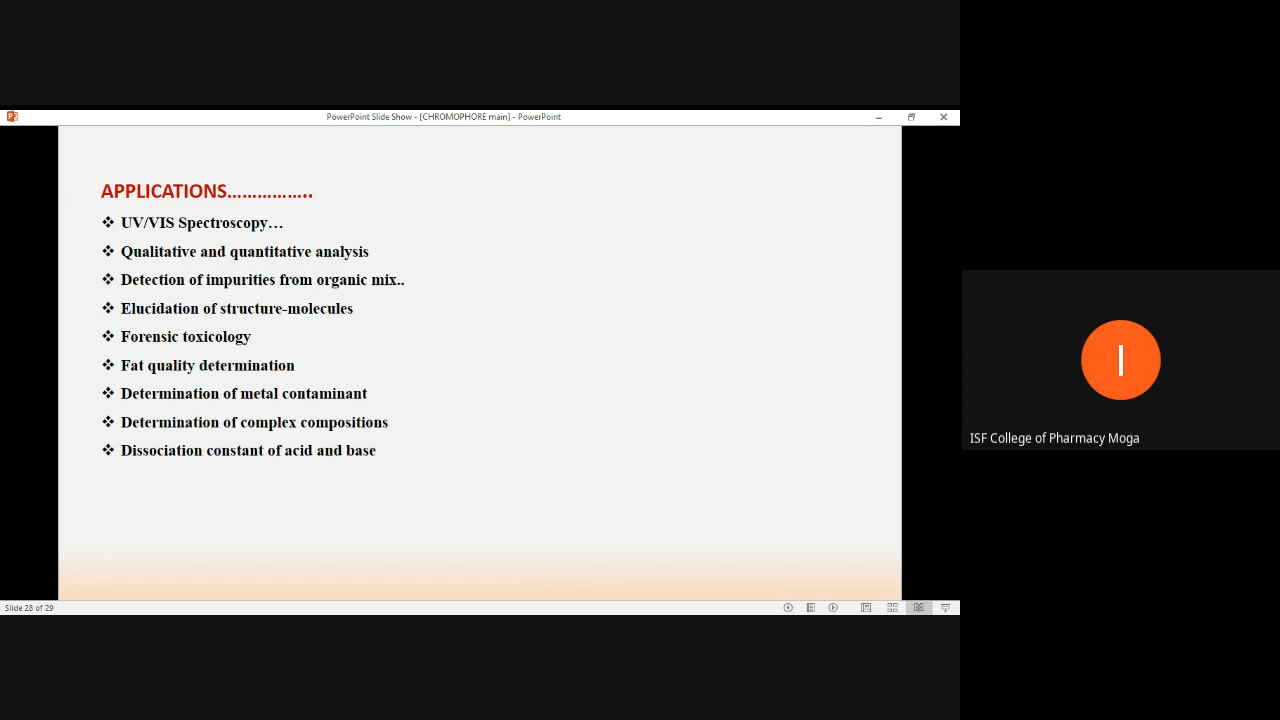 PowerPoint Slide Show - [CHROMOPHORE main] - PowerPoint
APPLICATIONS……………..
❖ UV/VIS Spectroscopy…
❖ Qualitative and quantitative analysis
❖ Detection of impurities from organic mix..
❖ Elucidation of structure-molecules
❖ Forensic toxicology
❖ Fat quality determination
❖ Determination of metal contaminant
❖ Determination of complex compositions
❖ Dissociation constant of acid and base
I
ISF College of Pharmacy Moga
Slide 28 of 29